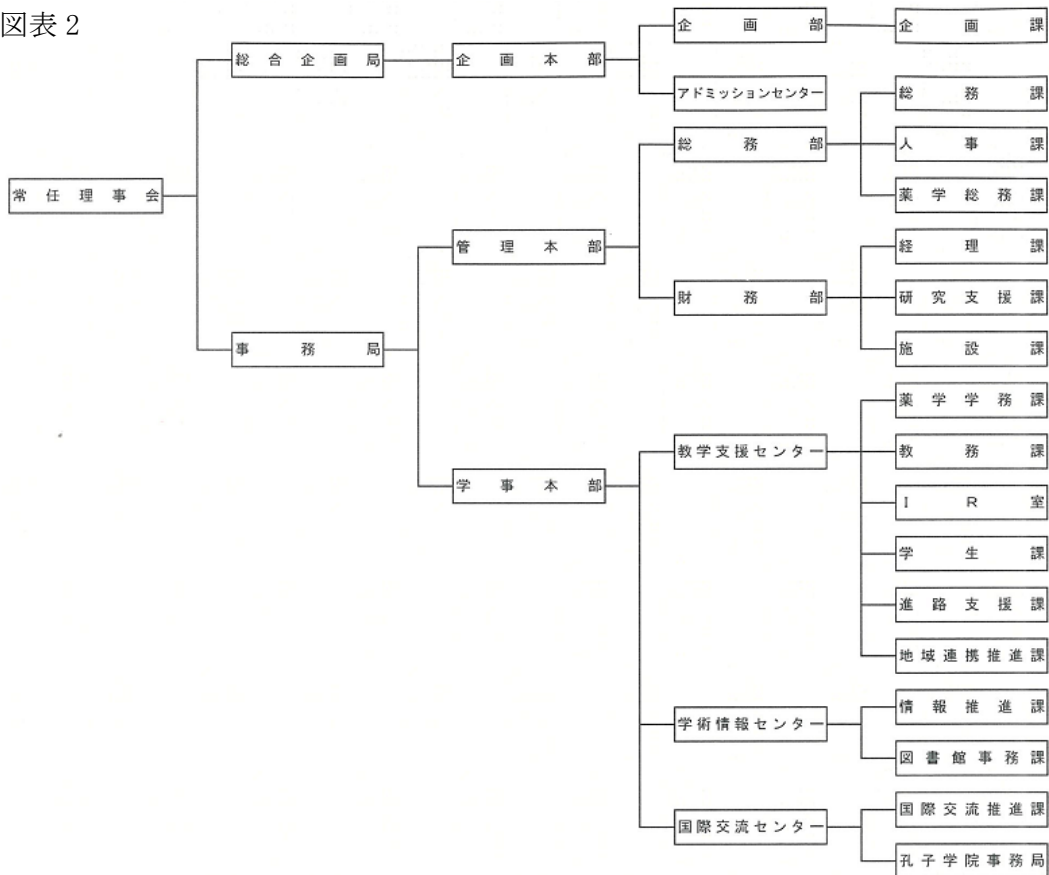 図表 2
常任理事会
総合企画局
事務局
企画本部
管理本部
学事本部
企画部
アドミッションセンター
総務部
財務部
教学支援センター
学術情報センター
国際交流センター
企画課
総務課
人事課
薬学総務課
経理課
研究支援課
施設課
薬学学務課
教務課
IR室
学生課
進路支援課
地域連携推進課
情報推進課
図書館事務課
国際交流推進課
孔子学院事務局